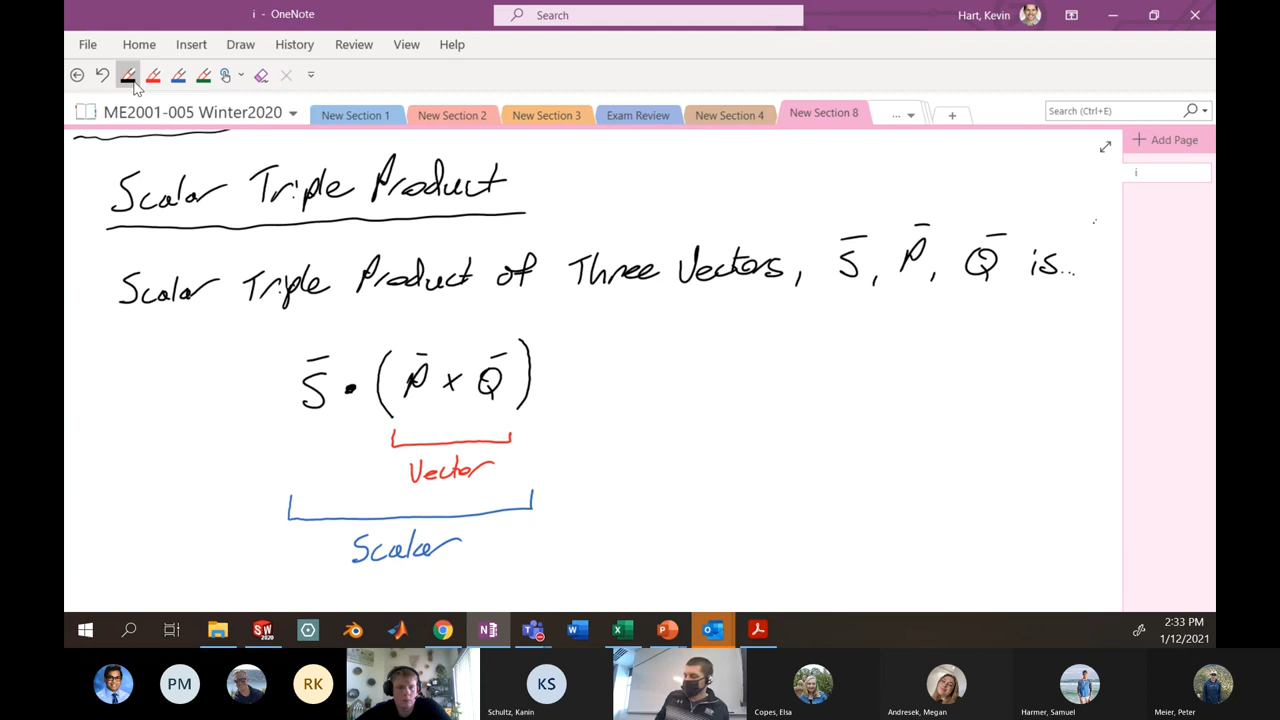 i - OneNote
Search
Hart, Kevin
File Home Insert Draw History Review View Help
ME2001-005 Winter2020
New Section 1
New Section 2
New Section 3
Exam Review
New Section 4
New Section 8
...
Search (Ctrl+E)
Add Page
i
Scalar Triple Product
Scalar Triple Product of Three Vectors, S̄, P̄, Q̄ is...
S̄ • (P̄ × Q̄)
Vector
Scalar
SW
2020
2:33 PM
1/12/2021
PM
RK
KS
Schultz, Kanin
Copes, Elsa
Andresek, Megan
Harmer, Samuel
Meier, Peter